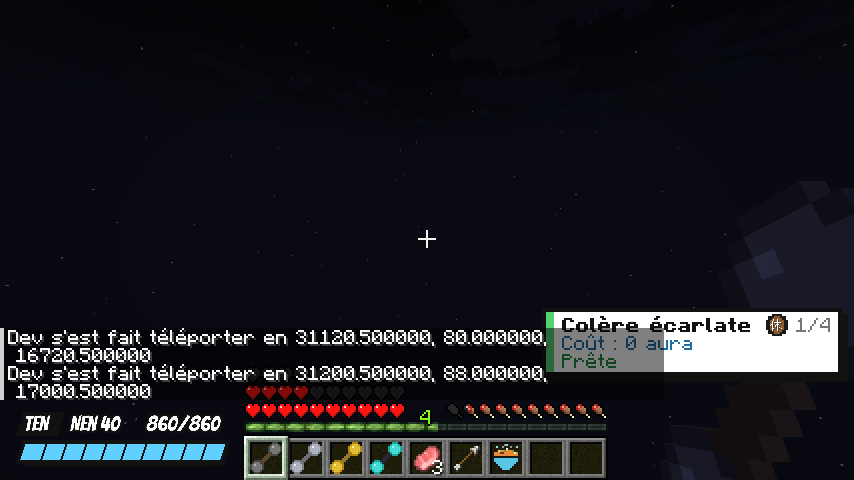 Dev s'est fait téléporter en 31120.500000, 80.000000,
16720.500000
Dev s'est fait téléporter en 31200.500000, 88.000000,
17000.500000
Colère écarlate 休 1/4
Coût : 0 aura
Prête
TEN NEN 40 860/860
4
3